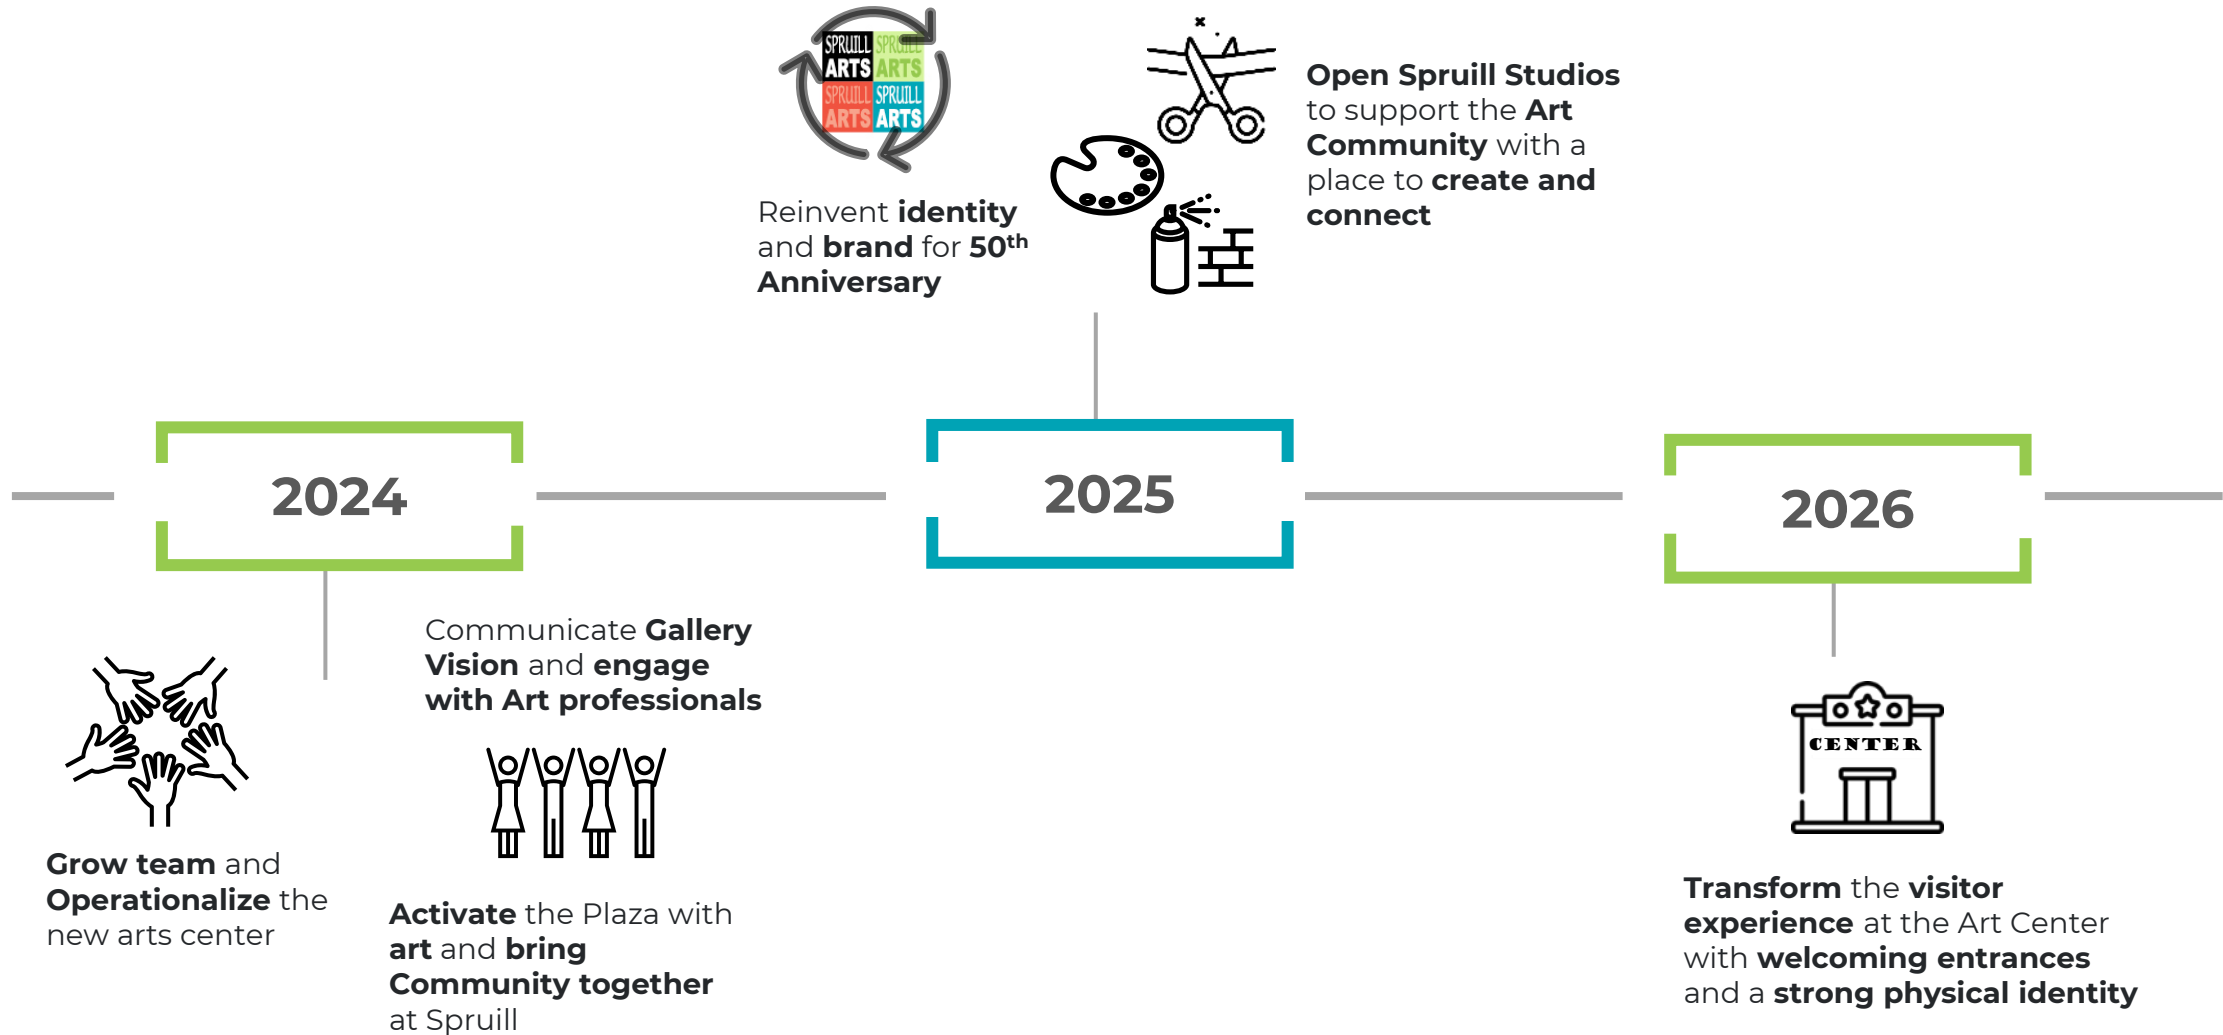 SPRUILL
ARTS
SPRUILL
ARTS
SPRUILL
ARTS
SPRUILL
ARTS
Reinvent identity
and brand for 50th
Anniversary
Open Spruill Studios
to support the Art
Community with a
place to create and
connect
2024
2025
2026
Grow team and
Operationalize the
new arts center
Communicate Gallery
Vision and engage
with Art professionals
Activate the Plaza with
art and bring
Community together
at Spruill
CENTER
Transform the visitor
experience at the Art Center
with welcoming entrances
and a strong physical identity